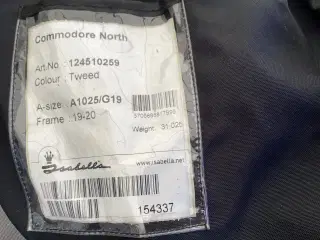 Commodore North
Art.No.: 124510259
Colour: Tweed
A-size: A1025/G19
Frame: 19-20
Weight: 31.025
Isabella
www.isabella.net
154337